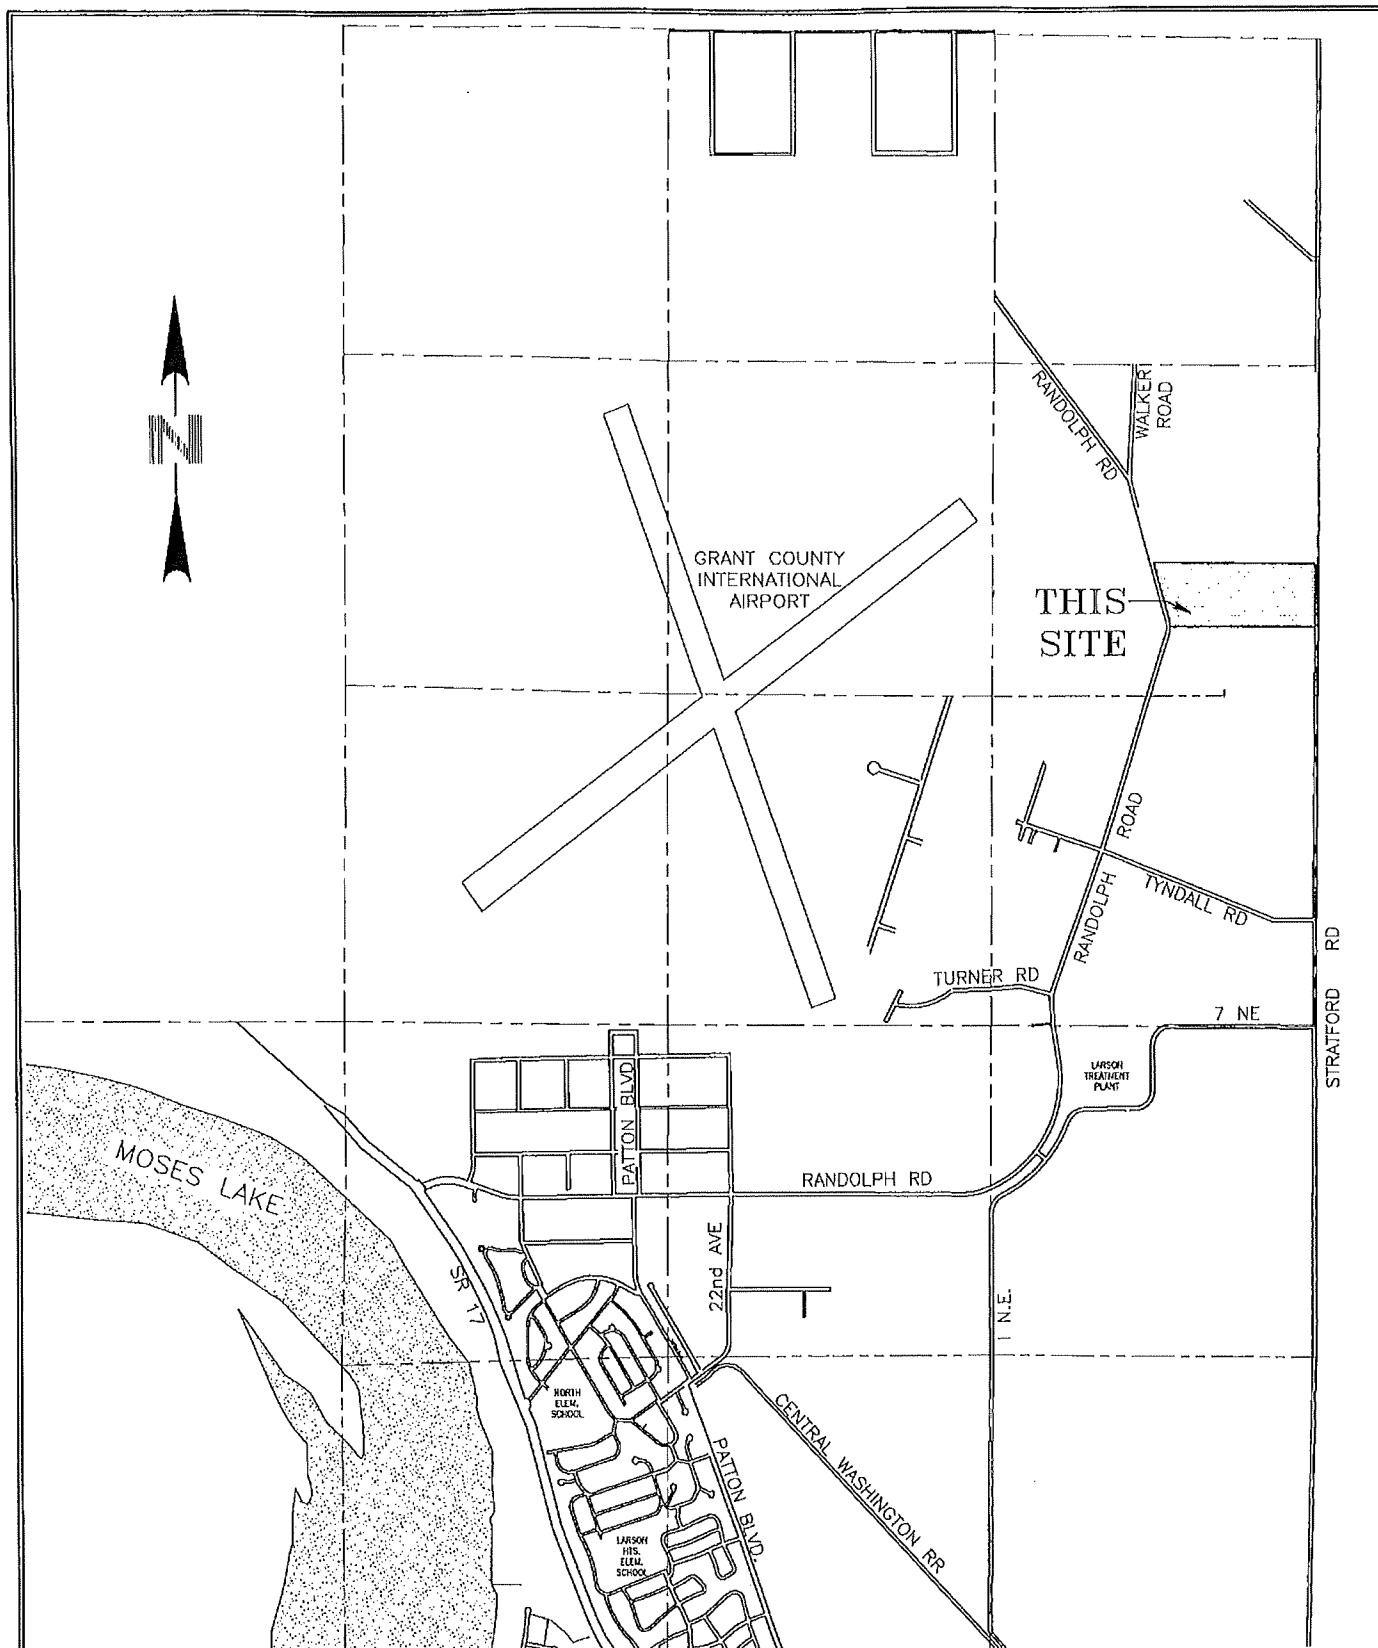 RANDOLPH RD
WALKER
ROAD
N
GRANT COUNTY
INTERNATIONAL
AIRPORT
THIS
SITE
RANDOLPH ROAD
TYNDALL RD
TURNER RD
STRATFORD RD
7 NE
LARSON
TREATMENT
PLANT
PATTON BLVD
MOSES LAKE
RANDOLPH RD
SR 17
22nd AVE
1 N.E.
NORTH
ELEM.
SCHOOL
CENTRAL WASHINGTON RR
PATTON BLVD.
LARSON
HTS.
ELEM.
SCHOOL